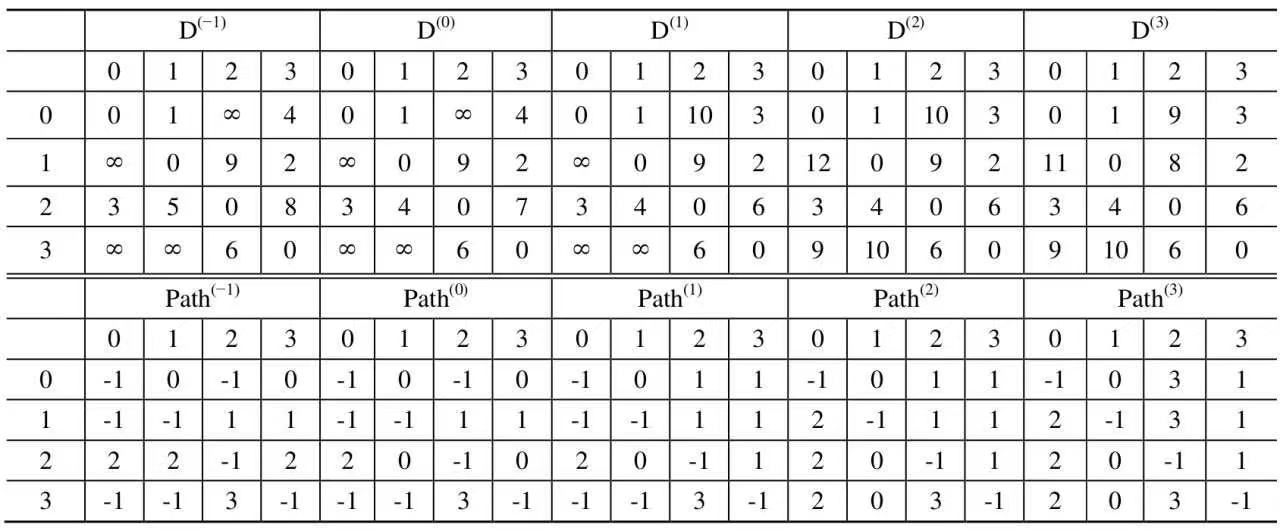 D(−1) D(0) D(1) D(2) D(3)
0 1 2 3 0 1 2 3 0 1 2 3 0 1 2 3 0 1 2 3
0 0 1 ∞ 4 0 1 ∞ 4 0 1 10 3 0 1 10 3 0 1 9 3
1 ∞ 0 9 2 ∞ 0 9 2 ∞ 0 9 2 12 0 9 2 11 0 8 2
2 3 5 0 8 3 4 0 7 3 4 0 6 3 4 0 6 3 4 0 6
3 ∞ ∞ 6 0 ∞ ∞ 6 0 ∞ ∞ 6 0 9 10 6 0 9 10 6 0
Path(−1) Path(0) Path(1) Path(2) Path(3)
0 1 2 3 0 1 2 3 0 1 2 3 0 1 2 3 0 1 2 3
0 -1 0 -1 0 -1 0 -1 0 -1 0 1 1 -1 0 1 1 -1 0 3 1
1 -1 -1 1 1 -1 -1 1 1 -1 -1 1 1 2 -1 1 1 2 -1 3 1
2 2 2 -1 2 2 0 -1 0 2 0 -1 1 2 0 -1 1 2 0 -1 1
3 -1 -1 3 -1 -1 -1 3 -1 -1 -1 3 -1 2 0 3 -1 2 0 3 -1